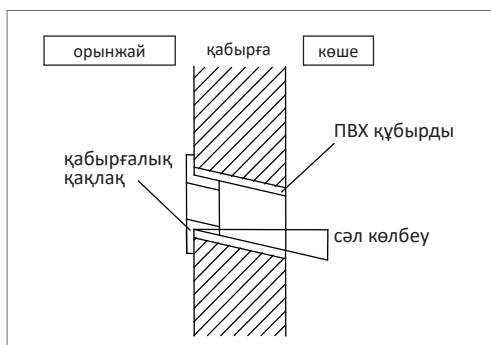 орынжай
қабырға
көше
ПВХ құбырды
қабырғалық
қақлақ
сәл көлбеу